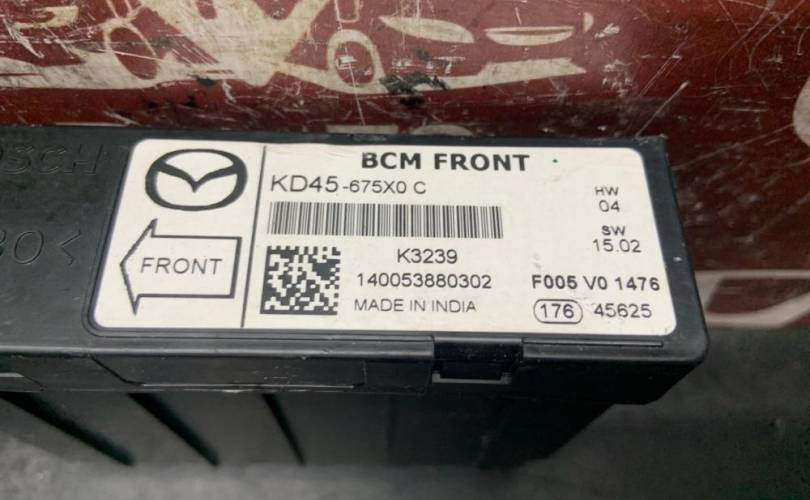 BCM FRONT
KD45-675X0 C
HW
04
SW
15.02
K3239
140053880302
F005 V0 1476
MADE IN INDIA
176 45625
FRONT